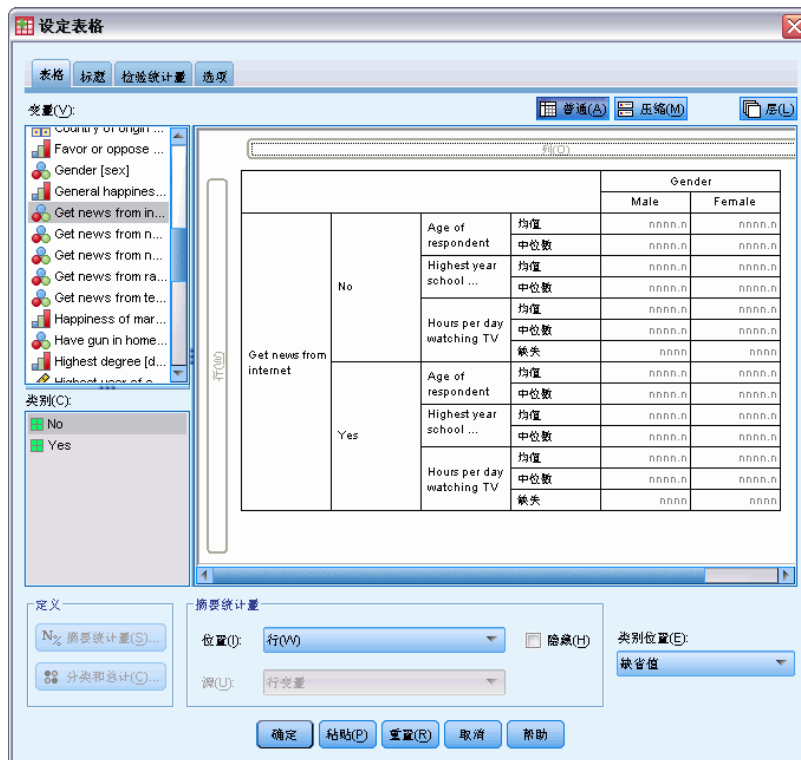 设定表格
表格 标题 检验统计量 选项
变量(V):
普通(A) 压缩(M) 层(L)
Country of origin ...
Favor or oppose ...
Gender [sex]
General happines...
Get news from in...
Get news from n...
Get news from n...
Get news from ra...
Get news from te...
Happiness of mar...
Have gun in home...
Highest degree [d...
类别(C):
No
Yes
列(O)
行(W)
Gender
Male Female
Get news from internet
No
Age of respondent
均值 nnnn.n nnnn.n
中位数 nnnn.n nnnn.n
Highest year school ...
均值 nnnn.n nnnn.n
中位数 nnnn.n nnnn.n
Hours per day watching TV
均值 nnnn.n nnnn.n
中位数 nnnn.n nnnn.n
缺失 nnnn nnnn
Yes
Age of respondent
均值 nnnn.n nnnn.n
中位数 nnnn.n nnnn.n
Highest year school ...
均值 nnnn.n nnnn.n
中位数 nnnn.n nnnn.n
Hours per day watching TV
均值 nnnn.n nnnn.n
中位数 nnnn.n nnnn.n
缺失 nnnn nnnn
定义
N% 摘要统计量(S)...
分类和总计(C)...
摘要统计量
位置(I): 行(W) 隐藏(H)
源(U): 行变量
类别位置(E):
缺省值
确定 粘贴(P) 重置(R) 取消 帮助